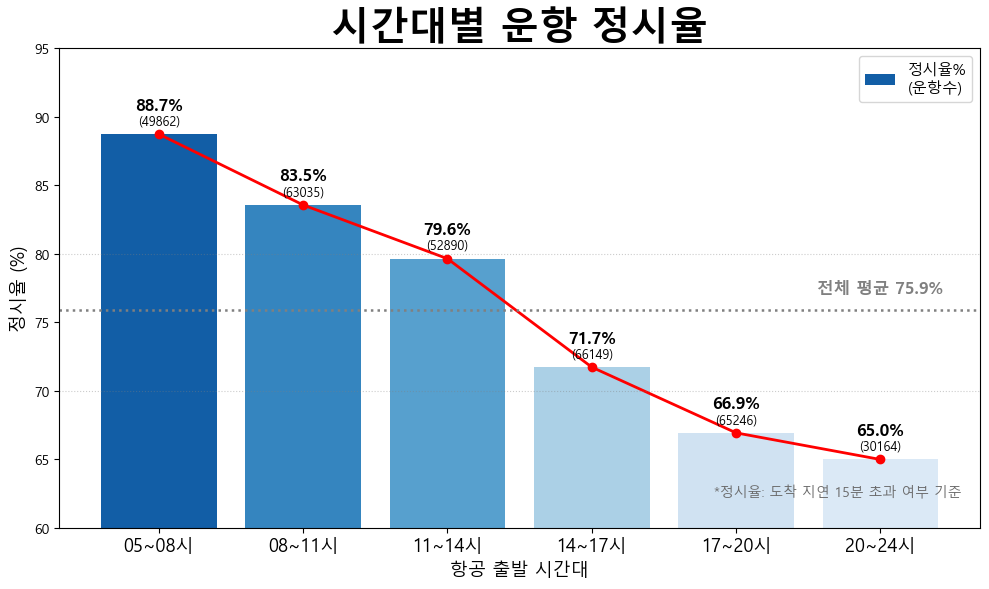 시간대별 운항 정시율
정시율%
(운항수)
정시율 (%)
95
90
85
80
75
70
65
60
88.7%
(49862)
83.5%
(63035)
79.6%
(52890)
전체 평균 75.9%
71.7%
(66149)
66.9%
(65246)
65.0%
(30164)
*정시율: 도착 지연 15분 초과 여부 기준
05~08시
08~11시
11~14시
14~17시
17~20시
20~24시
항공 출발 시간대